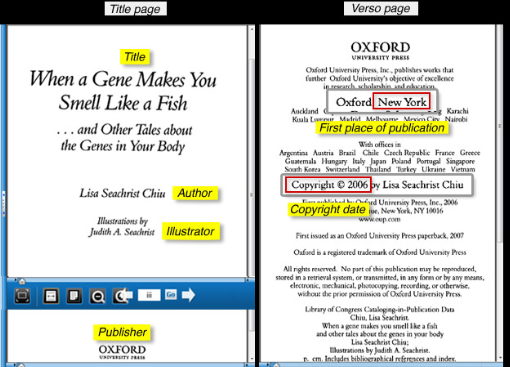 Title page
Title
When a Gene Makes You
Smell Like a Fish
. . . and Other Tales about
the Genes in Your Body
Lisa Seachrist Chiu
Author
Illustrations by
Judith A. Seachrist
Illustrator
iii
Go
Publisher
OXFORD
UNIVERSITY PRESS
Verso page
OXFORD
UNIVERSITY PRESS
Oxford University Press, Inc., publishes works that
further Oxford University's objective of excellence
in research, scholarship, and education.
Oxford New York
Auckland Karachi
Kuala Lumpur Madrid Melbourne Mexico City Nairobi
First place of publication
With offices in
Argentina Austria Brazil Chile Czech Republic France Greece
Guatemala Hungary Italy Japan Poland Portugal Singapore
South Korea Switzerland Thailand Turkey Ukraine Vietnam
Copyright © 2006 by Lisa Seachrist Chiu
Copyright date
University Press, Inc., 2006
Avenue, New York, NY 10016
www.oup.com
First issued as an Oxford University Press paperback, 2007
Oxford is a registered trademark of Oxford University Press
All rights reserved. No part of this publication may be reproduced,
stored in a retrieval system, or transmitted, in any form or by any means,
electronic, mechanical, photocopying, recording, or otherwise,
without the prior permission of Oxford University Press.
Library of Congress Cataloging-in-Publication Data
Chiu, Lisa Seachrist.
When a gene makes you smell like a fish
and other tales about the genes in your body
Lisa Seachrist Chiu;
Illustrations by Judith A. Seachrist.
p. cm. Includes bibliographical references and index.